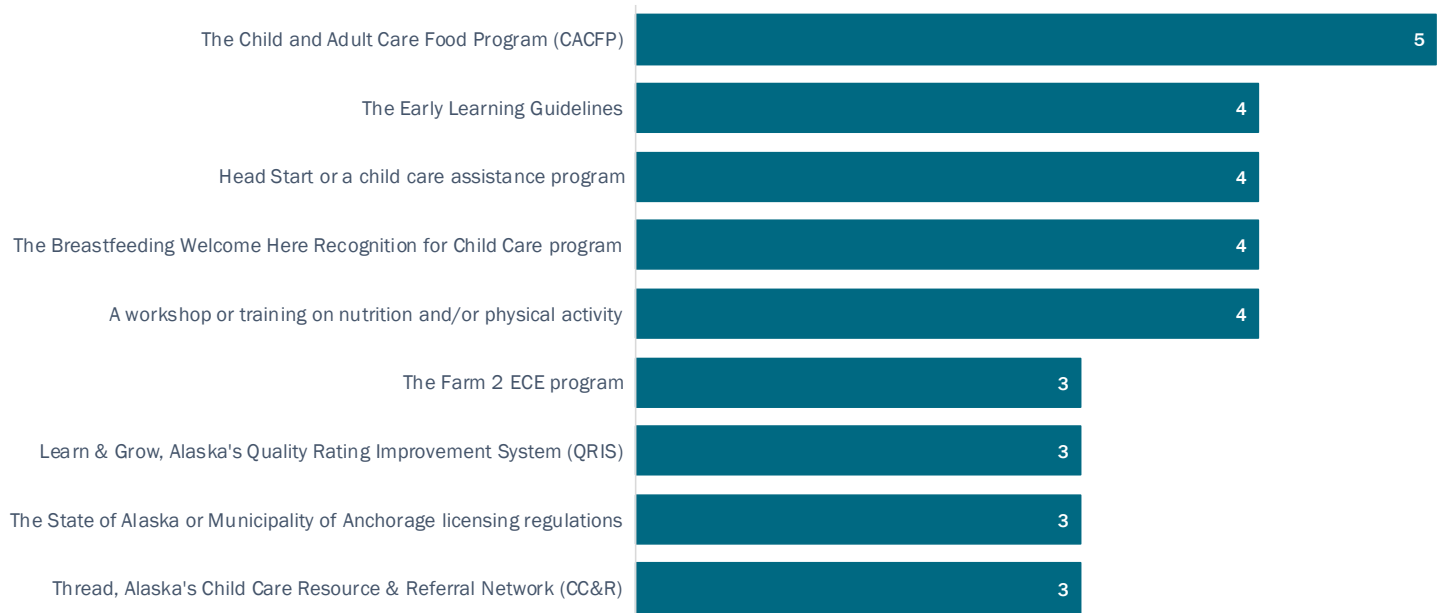 The Child and Adult Care Food Program (CACFP) 5
The Early Learning Guidelines 4
Head Start or a child care assistance program 4
The Breastfeeding Welcome Here Recognition for Child Care program 4
A workshop or training on nutrition and/or physical activity 4
The Farm 2 ECE program 3
Learn & Grow, Alaska's Quality Rating Improvement System (QRIS) 3
The State of Alaska or Municipality of Anchorage licensing regulations 3
Thread, Alaska's Child Care Resource & Referral Network (CC&R) 3